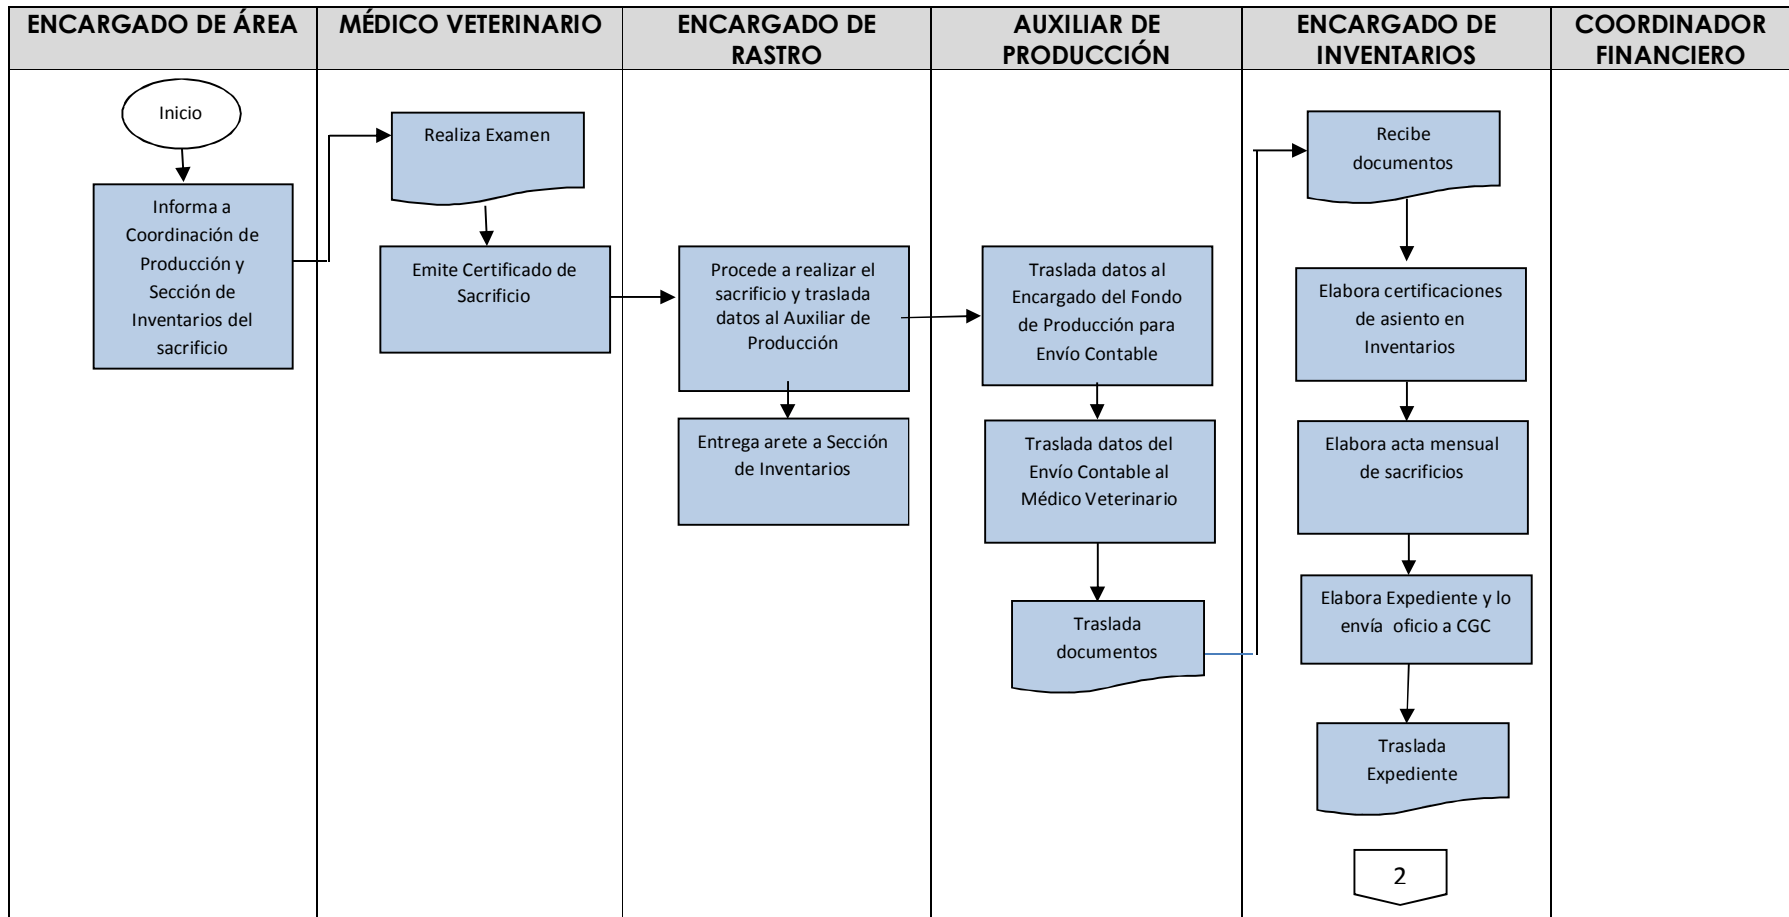 ENCARGADO DE ÁREA
MÉDICO VETERINARIO
ENCARGADO DE
RASTRO
AUXILIAR DE
PRODUCCIÓN
ENCARGADO DE
INVENTARIOS
COORDINADOR
FINANCIERO
Inicio
Informa a
Coordinación de
Producción y
Sección de
Inventarios del
sacrificio
Realiza Examen
Emite Certificado de
Sacrificio
Procede a realizar el
sacrificio y traslada
datos al Auxiliar de
Producción
Entrega arete a Sección
de Inventarios
Traslada datos al
Encargado del Fondo
de Producción para
Envío Contable
Traslada datos del
Envío Contable al
Médico Veterinario
Traslada
documentos
Recibe
documentos
Elabora certificaciones
de asiento en
Inventarios
Elabora acta mensual
de sacrificios
Elabora Expediente y lo
envía oficio a CGC
Traslada
Expediente
2